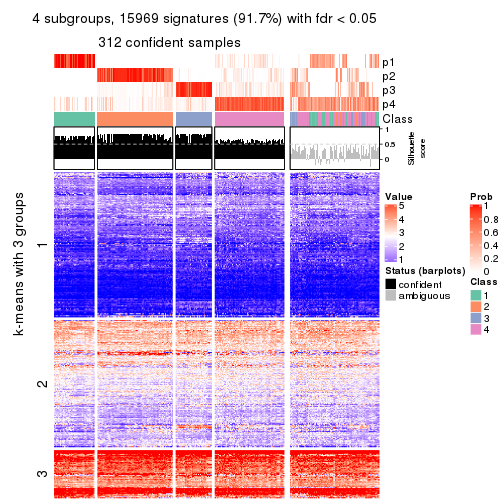 4 subgroups, 15969 signatures (91.7%) with fdr < 0.05
312 confident samples
p1
p2
p3
p4
Class
1
0.5
0
Silhouette
score
k-means with 3 groups
1
2
3
Value
5
4
3
2
1
Status (barplots)
confident
ambiguous
Prob
1
0.8
0.6
0.4
0.2
0
Class
1
2
3
4